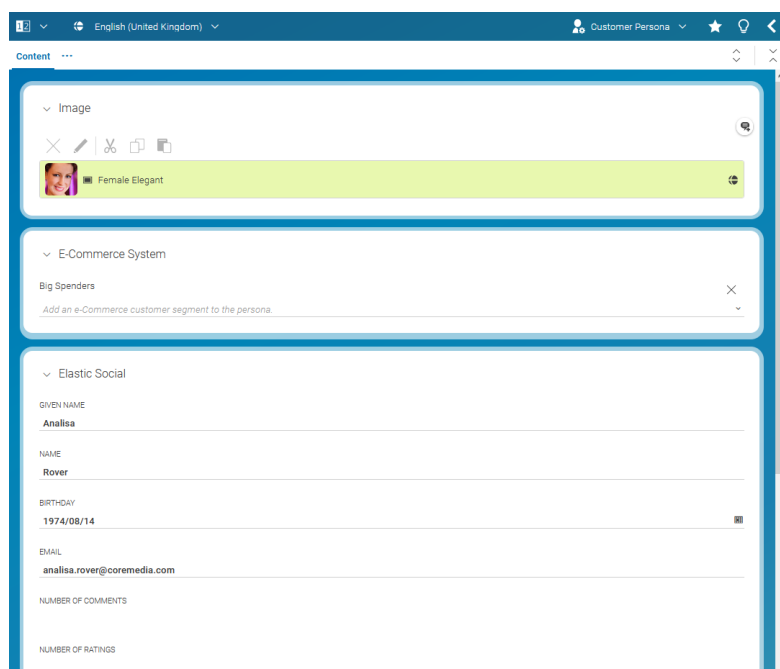 English (United Kingdom)
Customer Persona
Content ...
Image
Female Elegant
E-Commerce System
Big Spenders
Add an e-Commerce customer segment to the persona.
Elastic Social
GIVEN NAME
Analisa
NAME
Rover
BIRTHDAY
1974/08/14
EMAIL
analisa.rover@coremedia.com
NUMBER OF COMMENTS
NUMBER OF RATINGS